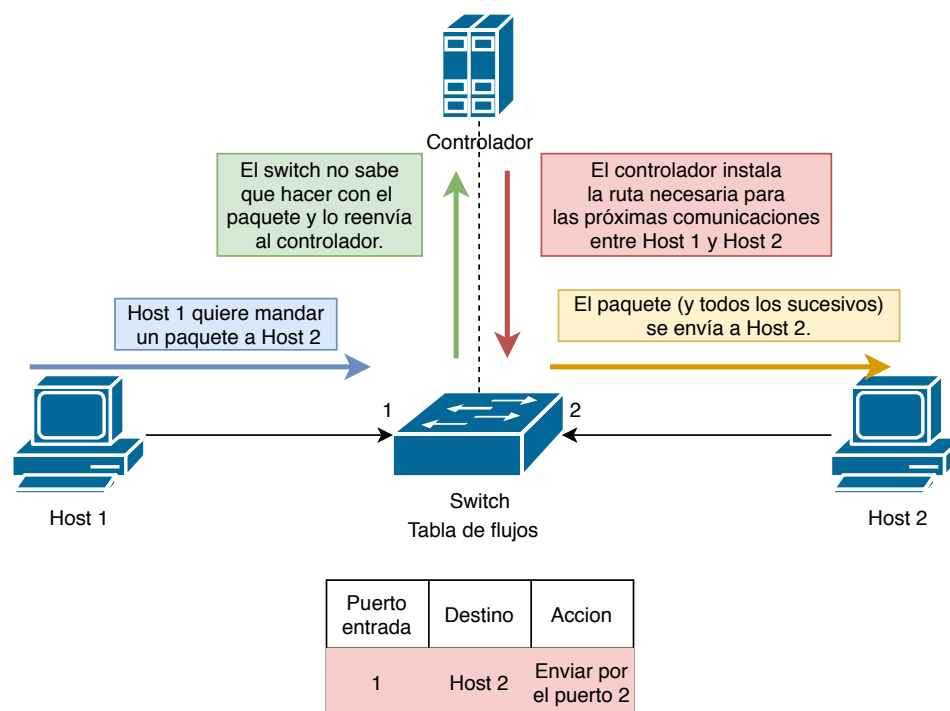 Controlador
El switch no sabe
que hacer con el
paquete y lo reenvía
al controlador.
El controlador instala
la ruta necesaria para
las próximas comunicaciones
entre Host 1 y Host 2
Host 1 quiere mandar
un paquete a Host 2
El paquete (y todos los sucesivos)
se envía a Host 2.
1
2
Host 1
Switch
Tabla de flujos
Host 2
Puerto
entrada
Destino
Accion
1
Host 2
Enviar por
el puerto 2